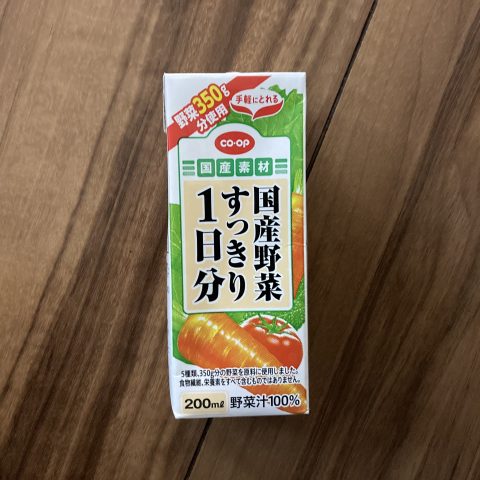 野菜350g
分使用
手軽にとれる
CO·OP
国産素材
国産野菜
すっきり
1日分
5種類、350g分の野菜を原料に使用しました。
食物繊維、栄養素をすべて含むものではありません。
200ml 野菜汁100%